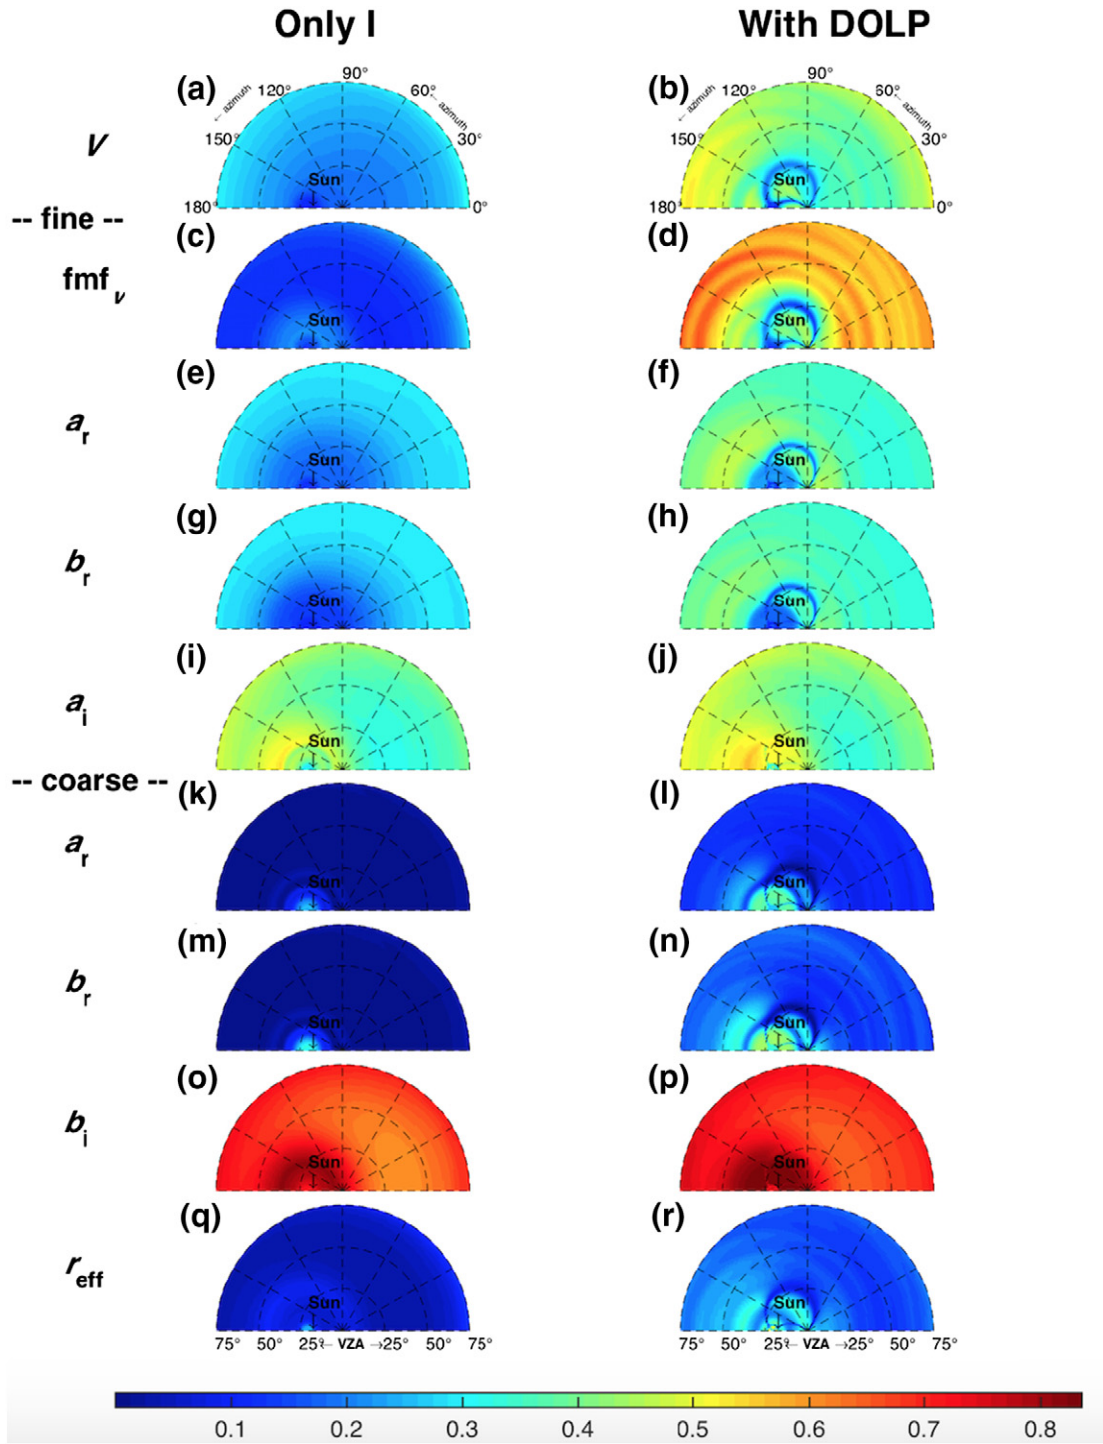 Only I With DOLP
(a) 90° 120° 60° ← azimuth ← azimuth 150° 30° Sun 180° 0°
(b) 90° 120° 60° ← azimuth ← azimuth 150° 30° Sun 180° 0°
V
-- fine --
(c) Sun (d) Sun
fmf V
(e) Sun (f) Sun
a r
(g) Sun (h) Sun
b r
(i) Sun (j) Sun
a i
-- coarse --
(k) Sun (l) Sun
a r
(m) Sun (n) Sun
b r
(o) Sun (p) Sun
b i
(q) Sun (r) Sun
r eff
75° 50° 25° ← VZA → 25° 50° 75° 75° 50° 25° ← VZA → 25° 50° 75°
0.1 0.2 0.3 0.4 0.5 0.6 0.7 0.8